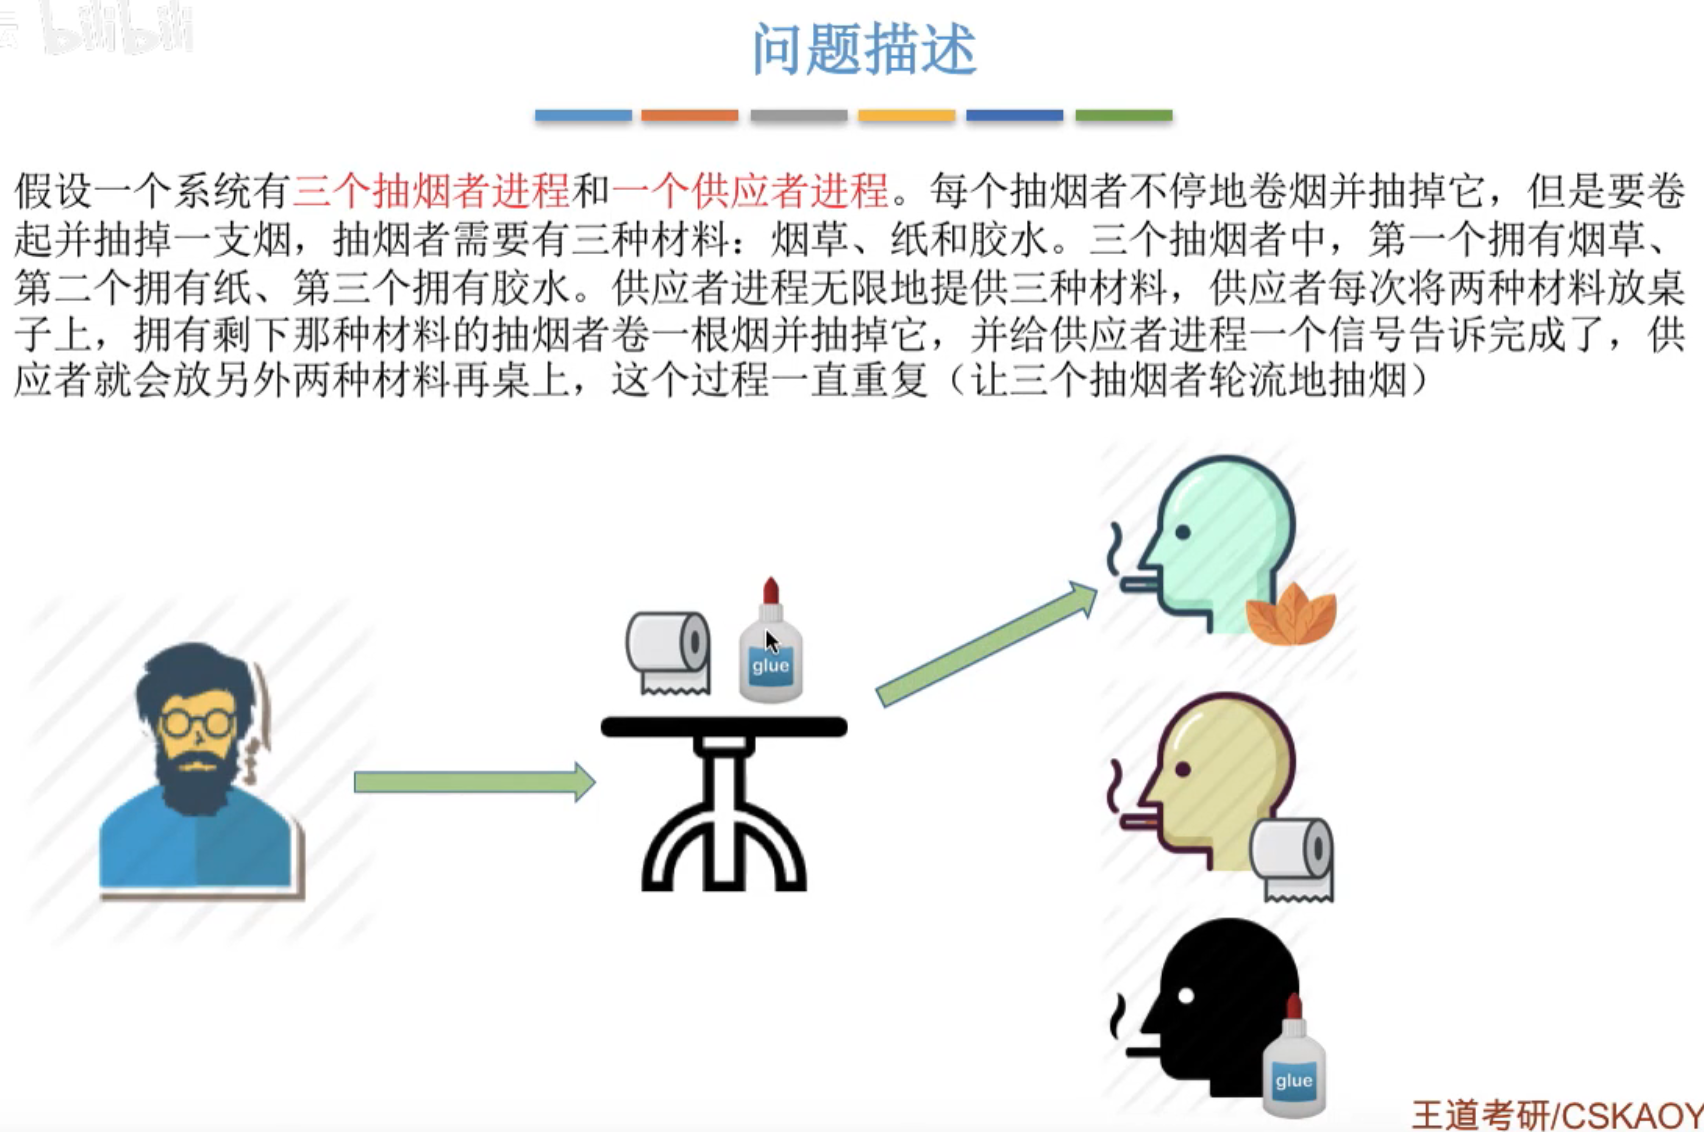 bilibili
问题描述
假设一个系统有三个抽烟者进程和一个供应者进程。每个抽烟者不停地卷烟并抽掉它，但是要卷
起并抽掉一支烟，抽烟者需要有三种材料：烟草、纸和胶水。三个抽烟者中，第一个拥有烟草、
第二个拥有纸、第三个拥有胶水。供应者进程无限地提供三种材料，供应者每次将两种材料放桌
子上，拥有剩下那种材料的抽烟者卷一根烟并抽掉它，并给供应者进程一个信号告诉完成了，供
应者就会放另外两种材料再桌上，这个过程一直重复（让三个抽烟者轮流地抽烟）
glue
glue
王道考研/CSKAOY